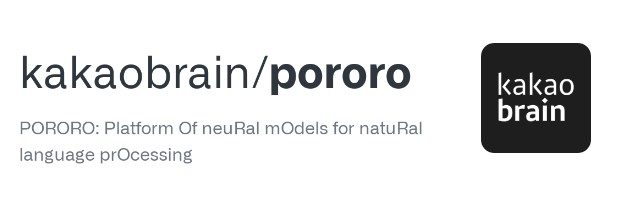 kakaobrain/pororo
PORORO: Platform Of neuRal mOdels for natuRal
language prOcessing
kakao
brain